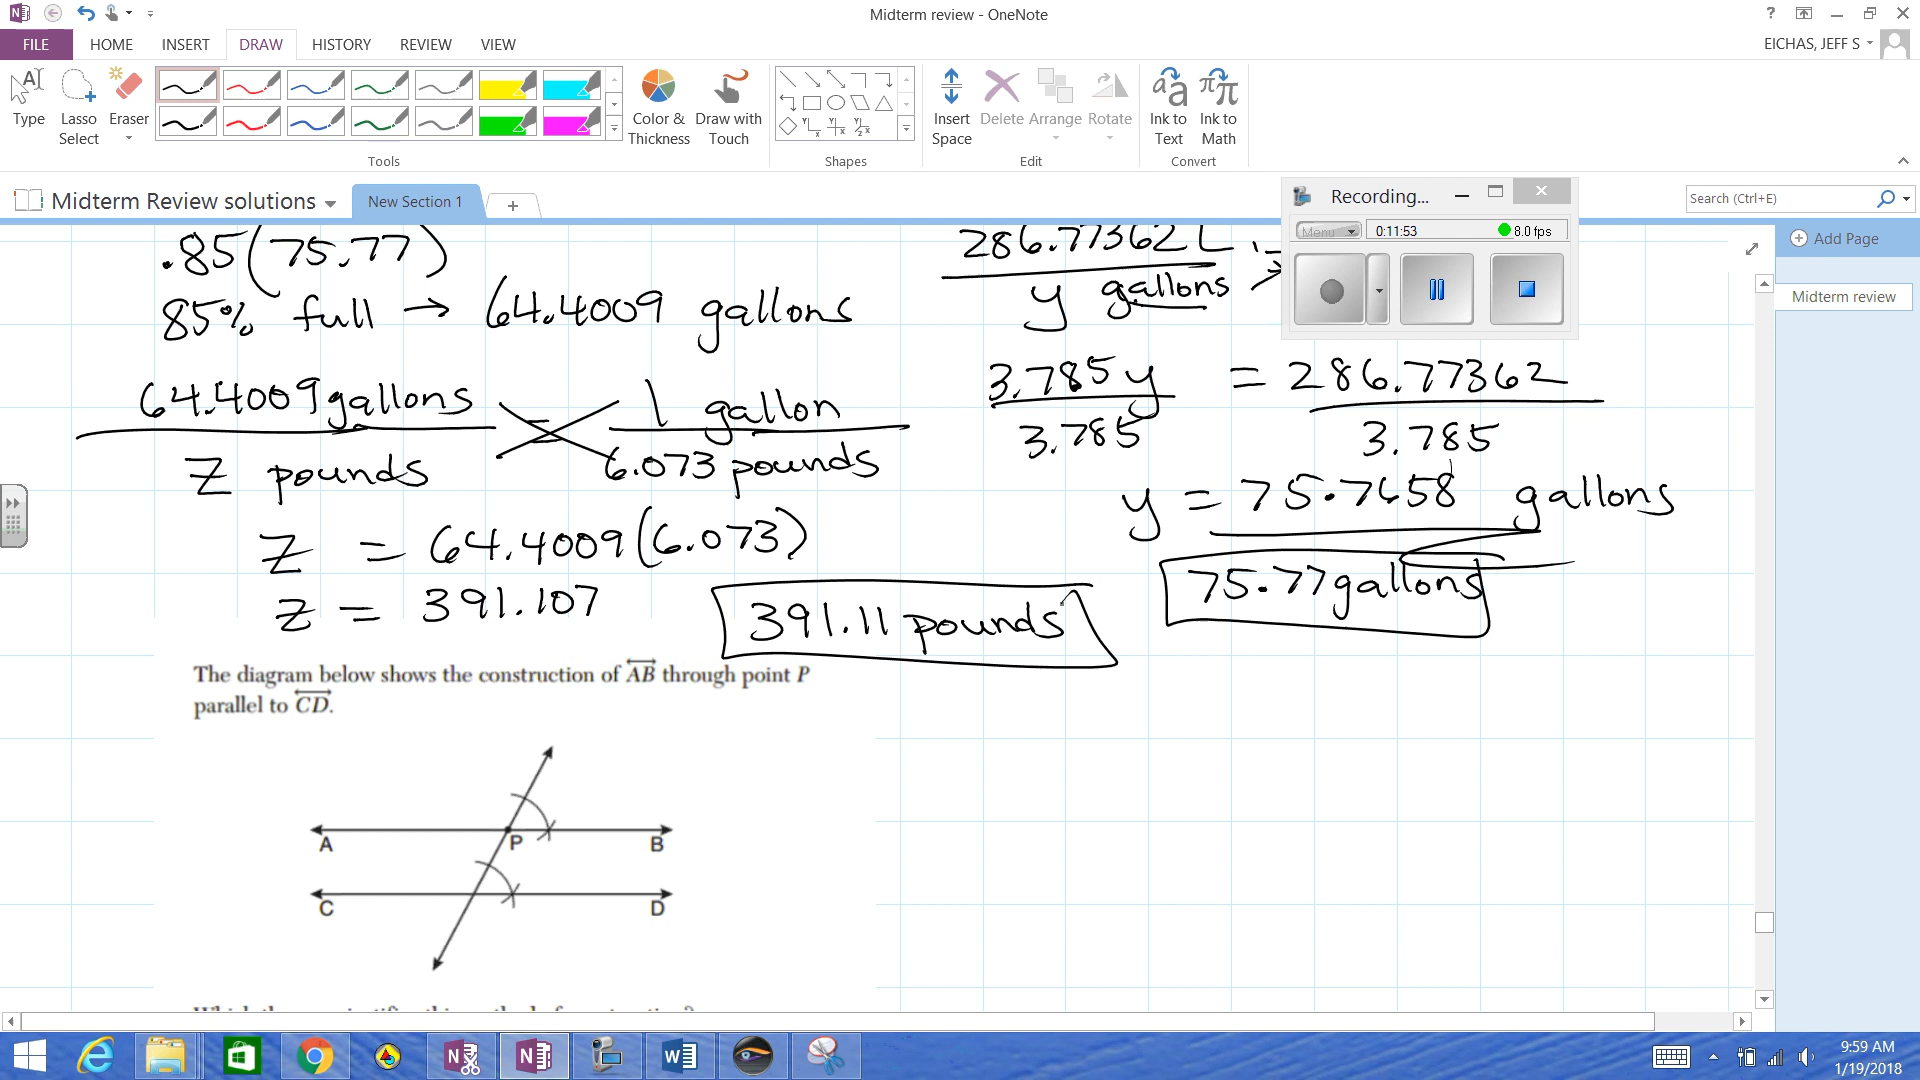 Midterm review - OneNote
EICHAS, JEFF S
FILE HOME INSERT DRAW HISTORY REVIEW VIEW
Type
Lasso Select
Eraser
Color & Thickness
Draw with Touch
Insert Space
Delete
Arrange
Rotate
Ink to Text
Ink to Math
Tools
Shapes
Edit
Convert
Midterm Review solutions
New Section 1
Search (Ctrl+E)
Add Page
Midterm review
Recording...
Menu
0:11:53
8.0 fps
.85(75.77)
85% full → 64.4009 gallons
64.4009 gallons = 1 gallon
z pounds 6.073 pounds
z = 64.4009(6.073)
z = 391.107
391.11 pounds
286.77362 L
y gallons
3.785y = 286.77362
3.785 3.785
y = 75.7658 gallons
75.77 gallons
The diagram below shows the construction of AB through point P
parallel to CD.
A P B
C D
9:59 AM
1/19/2018